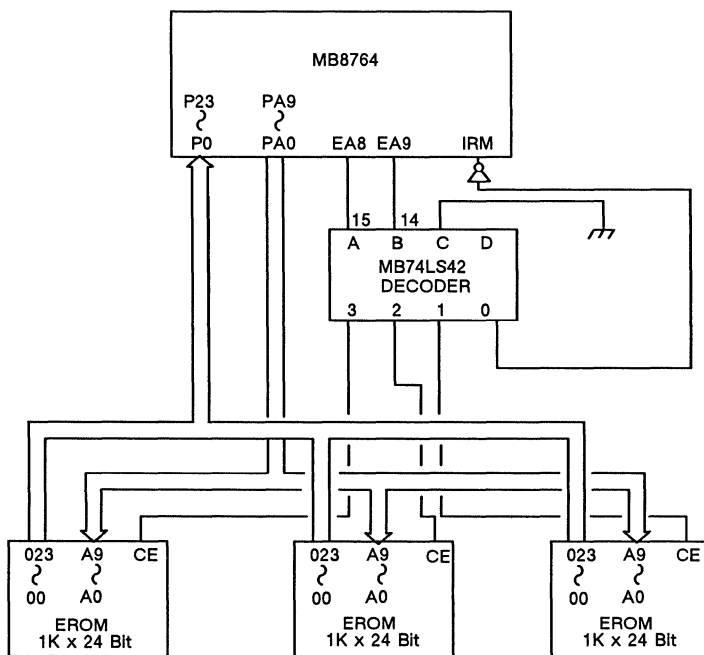 MB8764
P23 PA9
P0 PA0 EA8 EA9 IRM
15 14
A B C D
MB74LS42
DECODER
3 2 1 0
023 A9 CE
00 A0
EROM
1K x 24 Bit
023 A9 CE
00 A0
EROM
1K x 24 Bit
023 A9 CE
00 A0
EROM
1K x 24 Bit